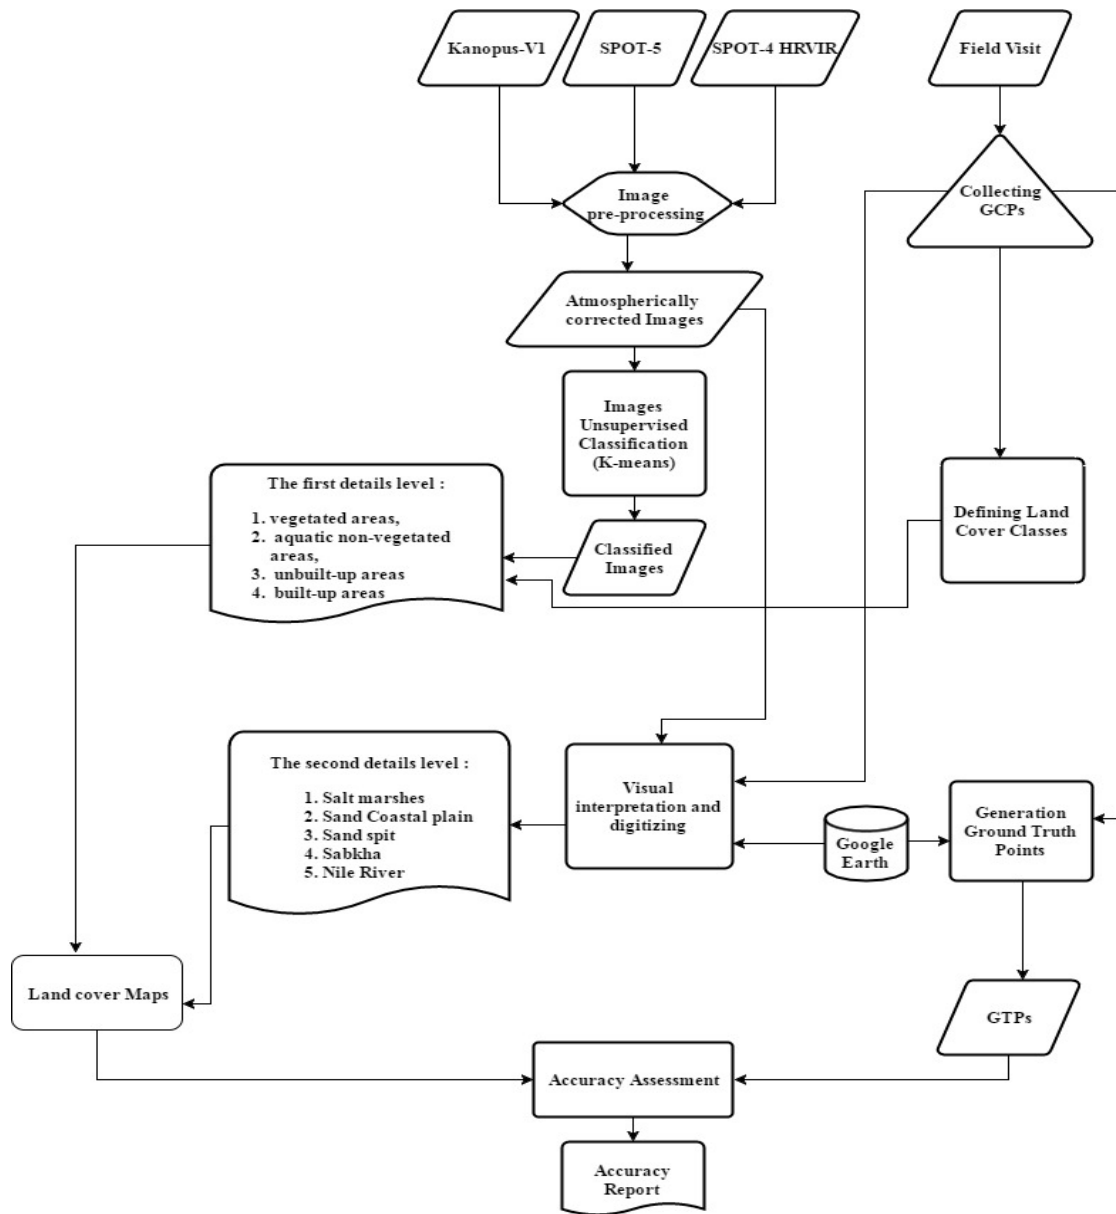 Kanopus-V1
SPOT-5
SPOT-4 HRVIR
Field Visit
Image
pre-processing
Collecting
GCPs
Atmospherically
corrected Images
Images
Unsupervised
Classification
(K-means)
The first details level :
1. vegetated areas,
2. aquatic non-vegetated
areas,
3. unbuilt-up areas
4. built-up areas
Classified
Images
Defining Land
Cover Classes
The second details level :
1. Salt marshes
2. Sand Coastal plain
3. Sand spit
4. Sabkha
5. Nile River
Visual
interpretation and
digitizing
Google
Earth
Generation
Ground Truth
Points
Land cover Maps
GTPs
Accuracy Assessment
Accuracy
Report